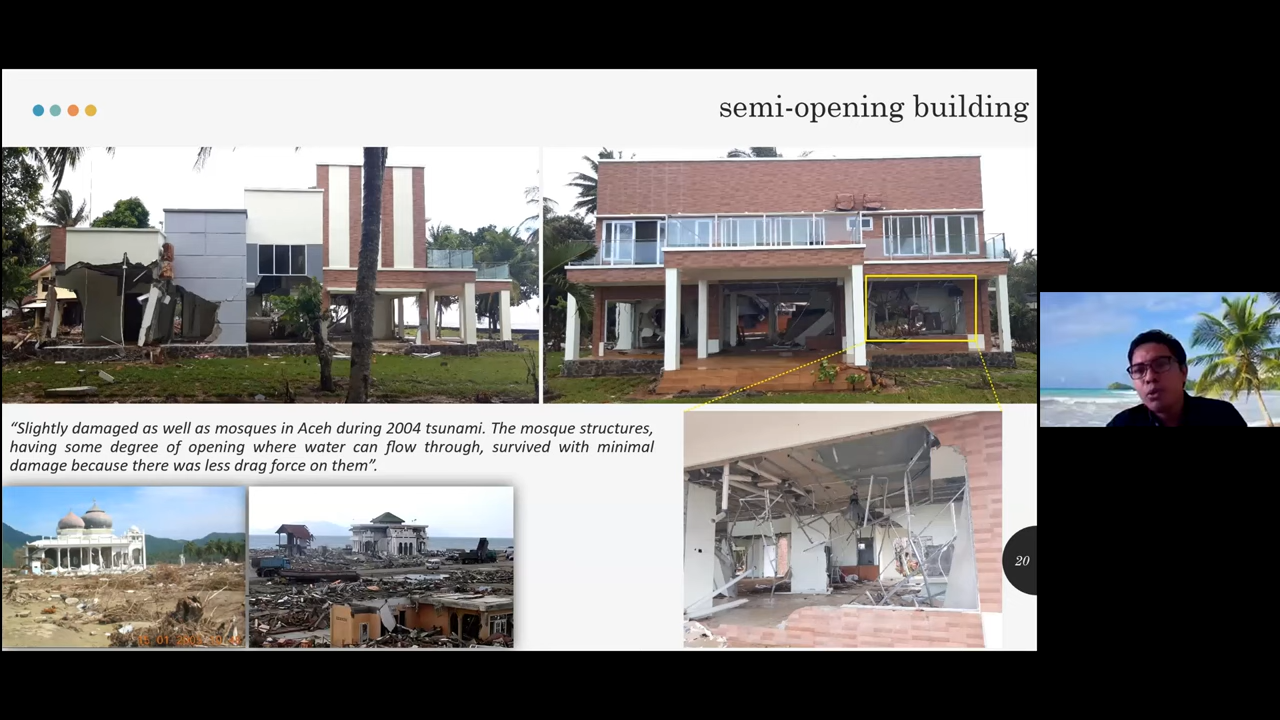 semi-opening building
“Slightly damaged as well as mosques in Aceh during 2004 tsunami. The mosque structures,
having some degree of opening where water can flow through, survived with minimal
damage because there was less drag force on them”.
20